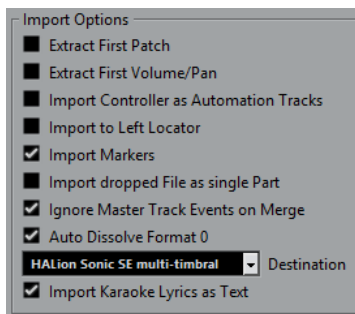 Import Options
Extract First Patch
Extract First Volume/Pan
Import Controller as Automation Tracks
Import to Left Locator
Import Markers
Import dropped File as single Part
Ignore Master Track Events on Merge
Auto Dissolve Format 0
HALion Sonic SE multi-timbral Destination
Import Karaoke Lyrics as Text